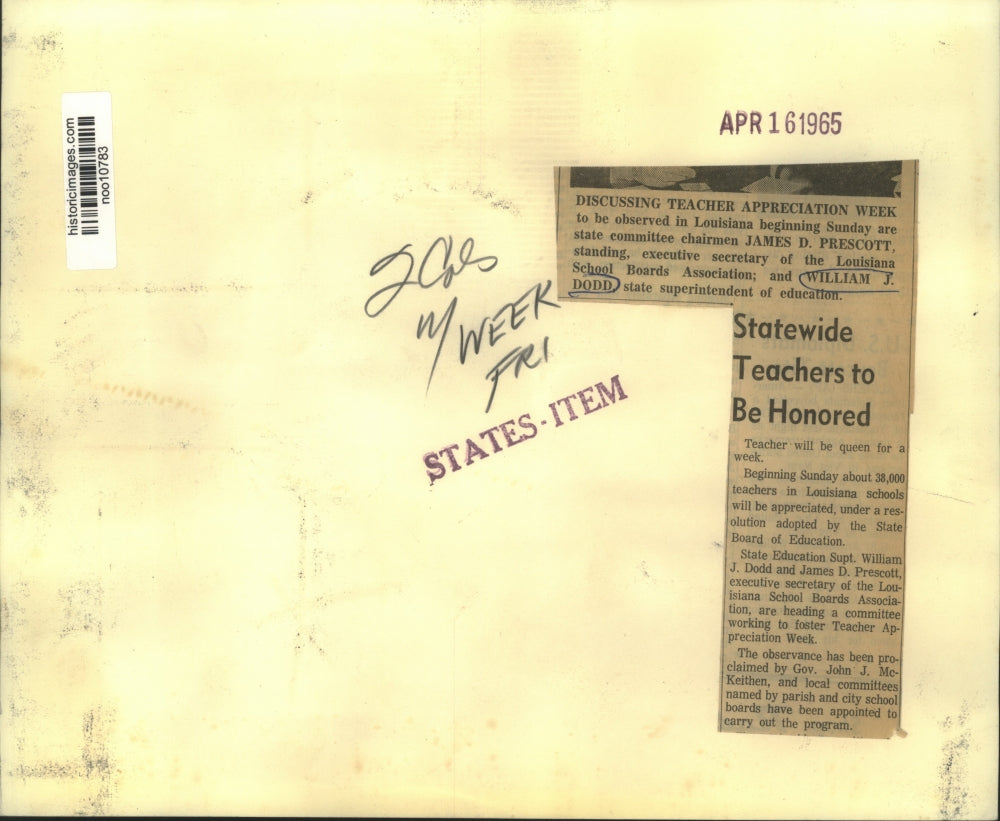 historicimages.com
noo10783
APR 16 1965
DISCUSSING TEACHER APPRECIATION WEEK
to be observed in Louisiana beginning Sunday are
state committee chairmen JAMES D. PRESCOTT,
standing, executive secretary of the Louisiana
School Boards Association; and WILLIAM J.
DODD, state superintendent of education.
2 Cols
W/ WEEK
FRI
STATES-ITEM
Statewide
Teachers to
Be Honored
Teacher will be queen for a
week.
Beginning Sunday about 38,000
teachers in Louisiana schools
will be appreciated, under a res-
olution adopted by the State
Board of Education.
State Education Supt. William
J. Dodd and James D. Prescott,
executive secretary of the Lou-
isiana School Boards Associa-
tion, are heading a committee
working to foster Teacher Ap-
preciation Week.
The observance has been pro-
claimed by Gov. John J. Mc-
Keithen, and local committees
named by parish and city school
boards have been appointed to
carry out the program.